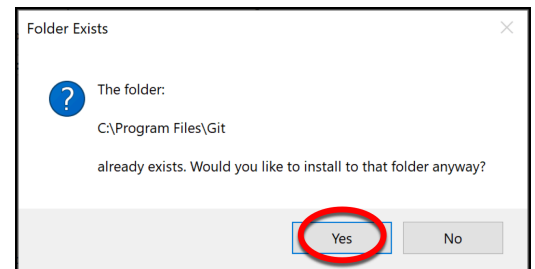 Folder Exists
?
The folder:
C:\Program Files\Git
already exists. Would you like to install to that folder anyway?
Yes
No